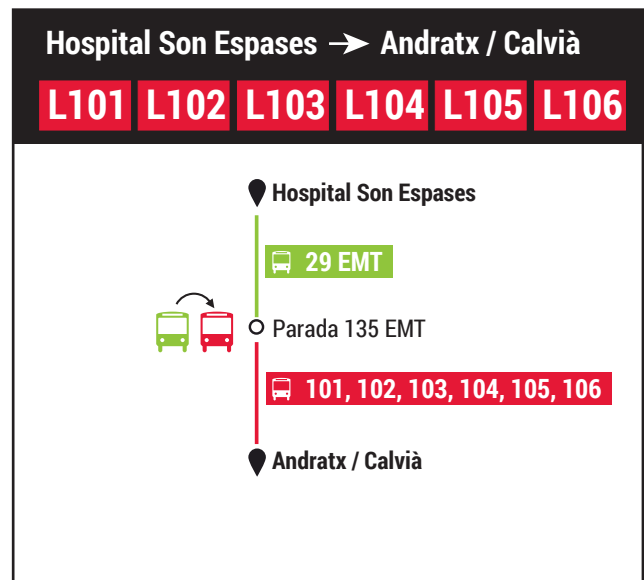 Hospital Son Espases → Andratx / Calvià
L101 L102 L103 L104 L105 L106
Hospital Son Espases
29 EMT
Parada 135 EMT
101, 102, 103, 104, 105, 106
Andratx / Calvià